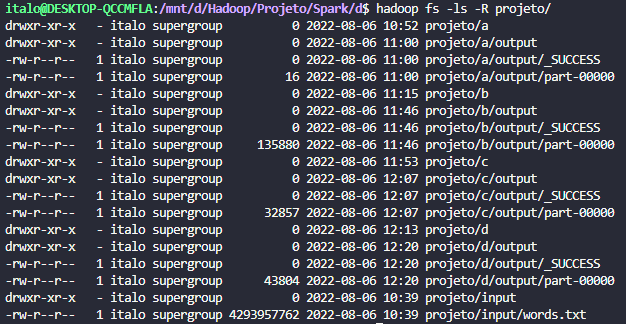 italo@DESKTOP-QCCMFLA:/mnt/d/Hadoop/Projeto/Spark/d$ hadoop fs -ls -R projeto/
drwxr-xr-x   - italo supergroup          0 2022-08-06 10:52 projeto/a
drwxr-xr-x   - italo supergroup          0 2022-08-06 11:00 projeto/a/output
-rw-r--r--   1 italo supergroup          0 2022-08-06 11:00 projeto/a/output/_SUCCESS
-rw-r--r--   1 italo supergroup         16 2022-08-06 11:00 projeto/a/output/part-00000
drwxr-xr-x   - italo supergroup          0 2022-08-06 11:15 projeto/b
drwxr-xr-x   - italo supergroup          0 2022-08-06 11:46 projeto/b/output
-rw-r--r--   1 italo supergroup          0 2022-08-06 11:46 projeto/b/output/_SUCCESS
-rw-r--r--   1 italo supergroup     135880 2022-08-06 11:46 projeto/b/output/part-00000
drwxr-xr-x   - italo supergroup          0 2022-08-06 11:53 projeto/c
drwxr-xr-x   - italo supergroup          0 2022-08-06 12:07 projeto/c/output
-rw-r--r--   1 italo supergroup          0 2022-08-06 12:07 projeto/c/output/_SUCCESS
-rw-r--r--   1 italo supergroup      32857 2022-08-06 12:07 projeto/c/output/part-00000
drwxr-xr-x   - italo supergroup          0 2022-08-06 12:13 projeto/d
drwxr-xr-x   - italo supergroup          0 2022-08-06 12:20 projeto/d/output
-rw-r--r--   1 italo supergroup          0 2022-08-06 12:20 projeto/d/output/_SUCCESS
-rw-r--r--   1 italo supergroup      43804 2022-08-06 12:20 projeto/d/output/part-00000
drwxr-xr-x   - italo supergroup          0 2022-08-06 10:39 projeto/input
-rw-r--r--   1 italo supergroup 4293957762 2022-08-06 10:39 projeto/input/words.txt